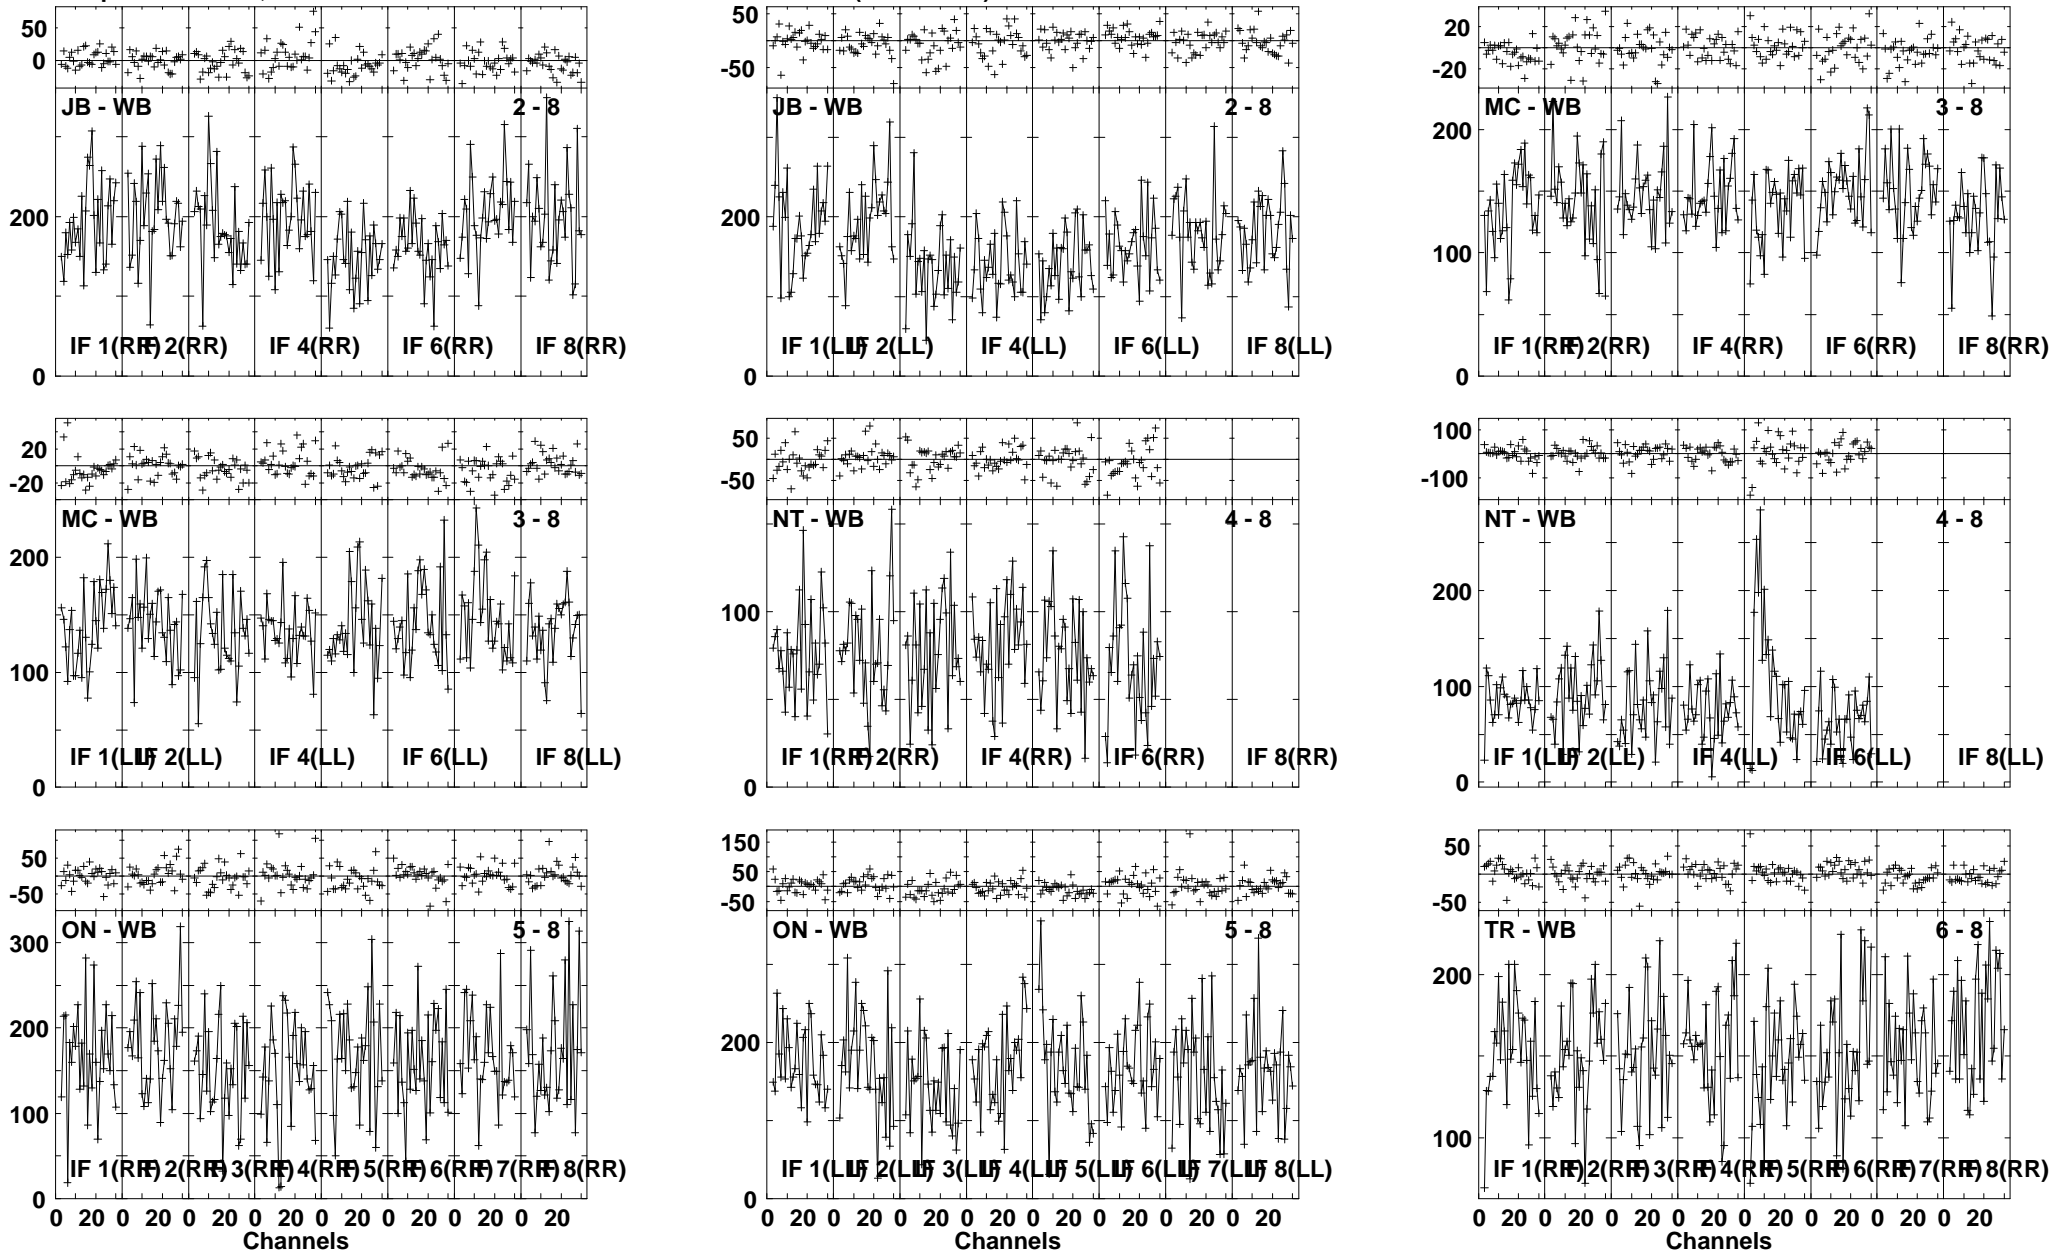 50
0
JB - WB 2 - 8
200
0
IF 1(RR) IF 2(RR) IF 4(RR) IF 6(RR) IF 8(RR)
50
-50
JB - WB 2 - 8
200
0
IF 1(LL) IF 2(LL) IF 4(LL) IF 6(LL) IF 8(LL)
20
-20
MC - WB 3 - 8
200
100
0
IF 1(RR) IF 2(RR) IF 4(RR) IF 6(RR) IF 8(RR)
20
-20
MC - WB 3 - 8
200
100
0
IF 1(LL) IF 2(LL) IF 4(LL) IF 6(LL) IF 8(LL)
50
-50
NT - WB 4 - 8
100
0
IF 1(RR) IF 2(RR) IF 4(RR) IF 6(RR) IF 8(RR)
100
-100
NT - WB 4 - 8
200
100
0
IF 1(LL) IF 2(LL) IF 4(LL) IF 6(LL) IF 8(LL)
50
-50
ON - WB 5 - 8
300
200
100
0
IF 1(RR) IF 2(RR) IF 3(RR) IF 4(RR) IF 5(RR) IF 6(RR) IF 7(RR) IF 8(RR)
0 20 0 20 0 20 0 20 0 20 0 20 0 20 0 20
Channels
150
50
-50
ON - WB 5 - 8
200
0
IF 1(LL) IF 2(LL) IF 3(LL) IF 4(LL) IF 5(LL) IF 6(LL) IF 7(LL) IF 8(LL)
0 20 0 20 0 20 0 20 0 20 0 20 0 20 0 20
Channels
50
-50
TR - WB 6 - 8
200
100
IF 1(RR) IF 2(RR) IF 3(RR) IF 4(RR) IF 5(RR) IF 6(RR) IF 7(RR) IF 8(RR)
0 20 0 20 0 20 0 20 0 20 0 20 0 20 0 20
Channels